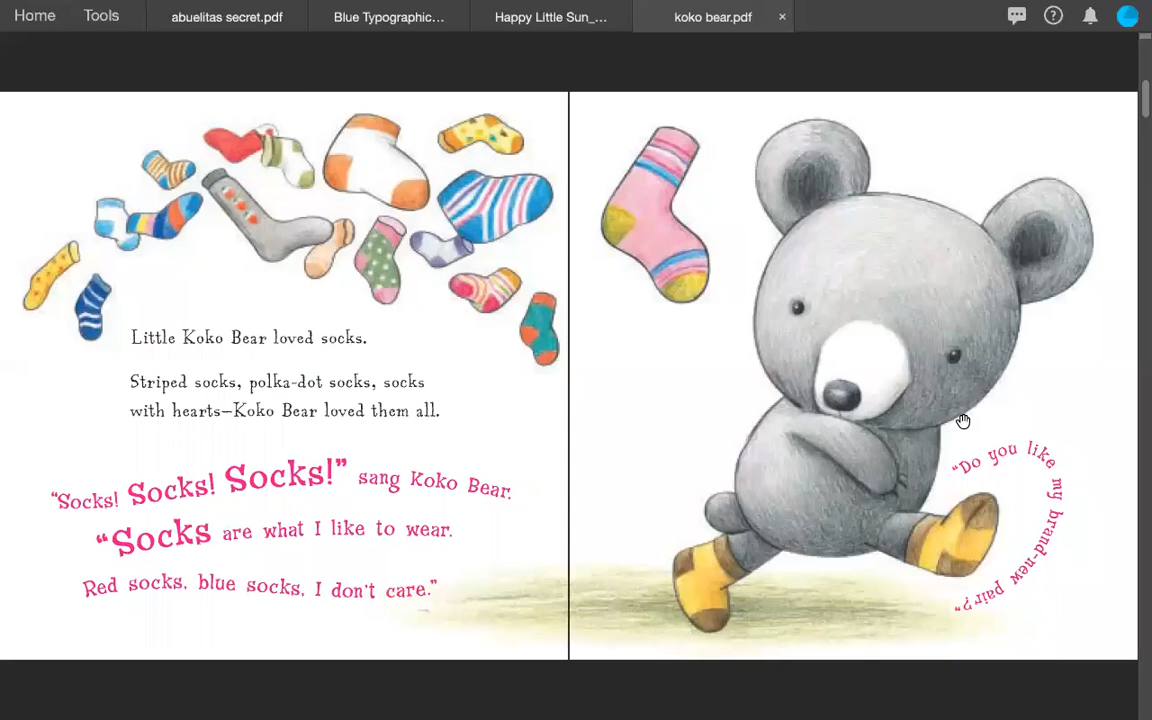 Home Tools abuelitas secret.pdf Blue Typographic... Happy Little Sun_... koko bear.pdf ×
Little Koko Bear loved socks.
Striped socks, polka-dot socks, socks
with hearts—Koko Bear loved them all.
“Socks! Socks! Socks!” sang Koko Bear.
“Socks are what I like to wear.
Red socks, blue socks, I don't care.”
“Do you like my brand-new pair?”